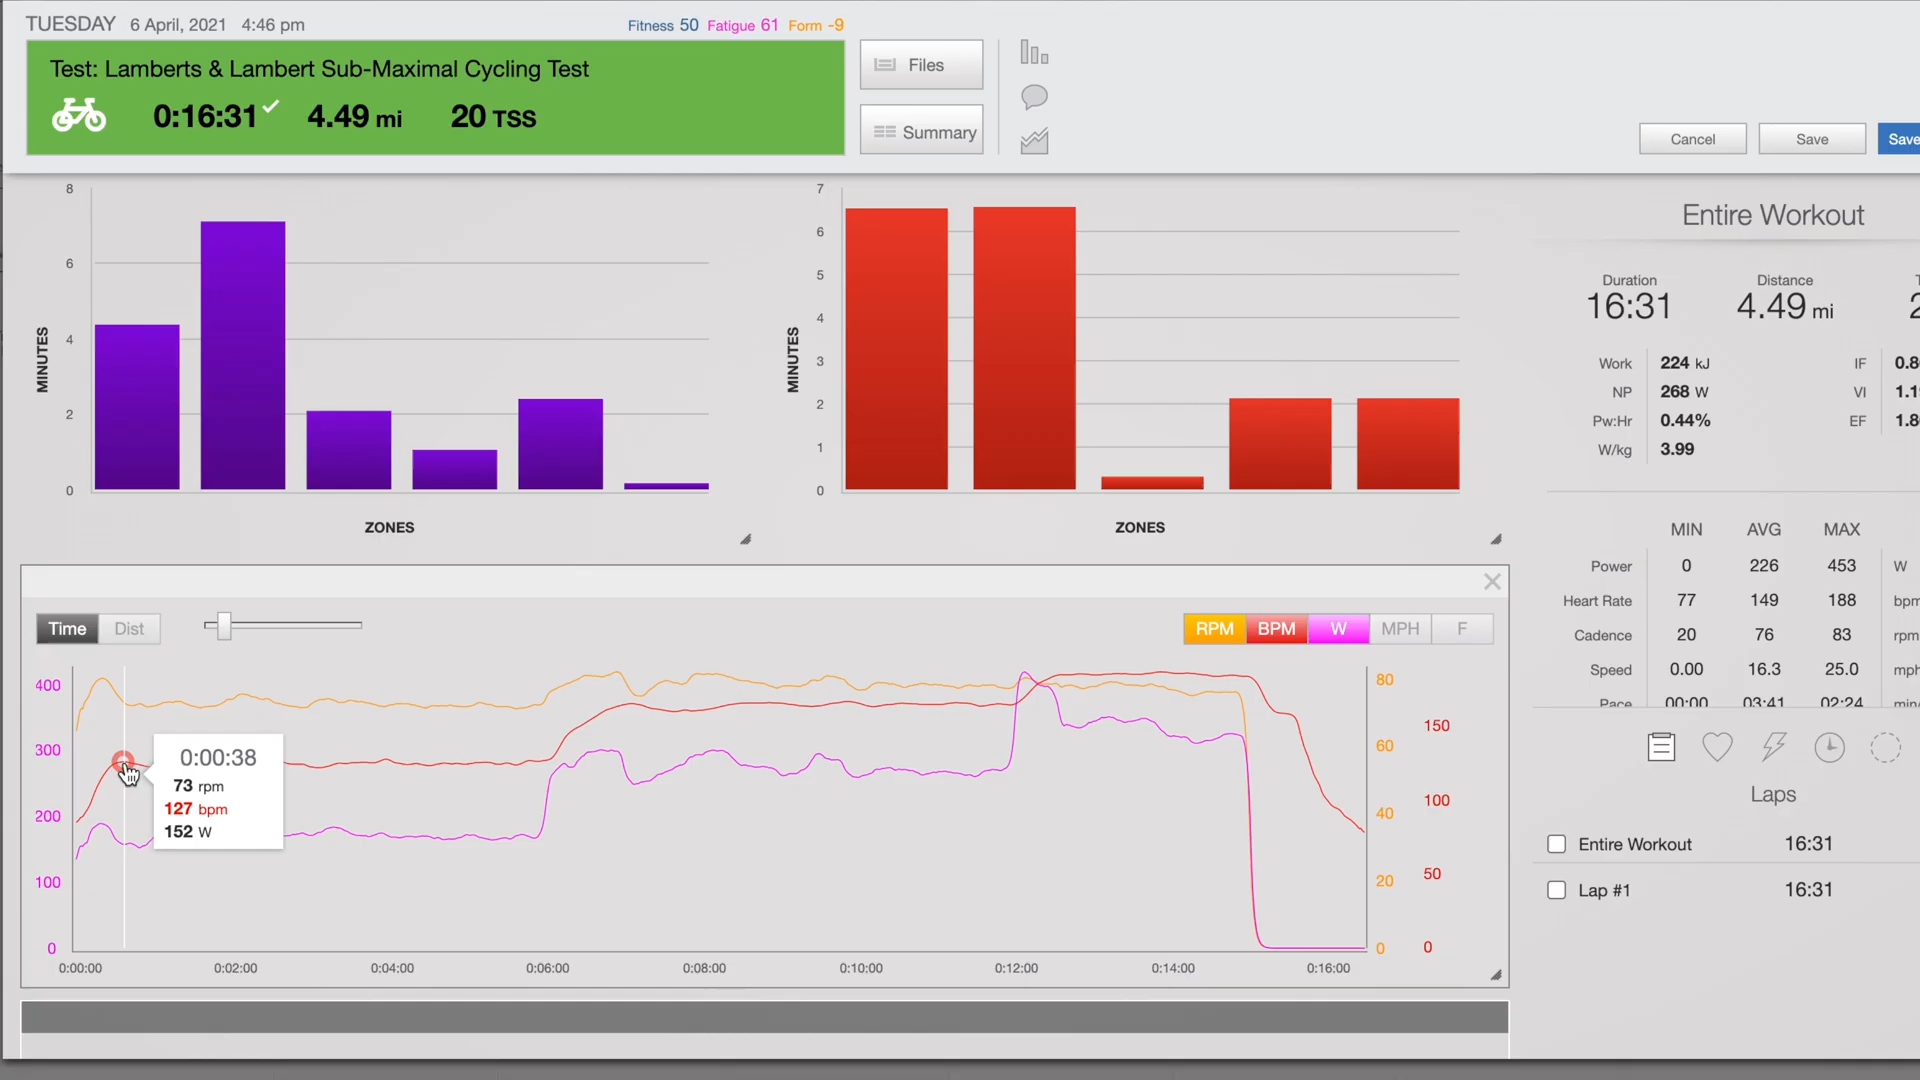 TUESDAY 6 April, 2021 4:46 pm Fitness 50 Fatigue 61 Form -9
Test: Lamberts & Lambert Sub-Maximal Cycling Test
0:16:31 4.49 mi 20 TSS
Files
Summary
Cancel Save Save
8
6
4
2
0
MINUTES
ZONES
7
6
5
4
3
2
1
0
MINUTES
ZONES
Entire Workout
Duration Distance
16:31 4.49 mi
Work 224 kJ IF 0.8
NP 268 W VI 1.1
Pw:Hr 0.44% EF 1.8
W/kg 3.99
MIN AVG MAX
Power 0 226 453 W
Heart Rate 77 149 188 bpm
Cadence 20 76 83 rpm
Speed 0.00 16.3 25.0 mph
Pace 00:00 03:41 02:24 min/
Time Dist
RPM BPM W MPH F
400
300
200
100
0
0:00:38
73 rpm
127 bpm
152 W
80
60
40
20
0
150
100
50
0
0:00:00 0:02:00 0:04:00 0:06:00 0:08:00 0:10:00 0:12:00 0:14:00 0:16:00
Laps
Entire Workout 16:31
Lap #1 16:31